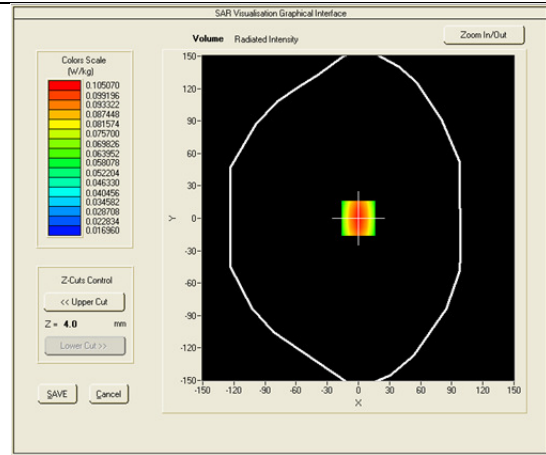 SAR Visualisation Graphical Interface
Volume Radiated Intensity
Zoom In/Out
Colors Scale
(W/kg)
0.105070
0.099196
0.093322
0.087448
0.081574
0.075700
0.069826
0.063952
0.058078
0.052204
0.046330
0.040456
0.034582
0.028708
0.022834
0.016960
Z-Cuts Control
<< Upper Cut
Z = 4.0 mm
Lower Cut >>
SAVE Cancel
150
120
90
60
30
0
-30
-60
-90
-120
-150
Y
-150 -120 -90 -60 -30 0 30 60 90 120 150
X